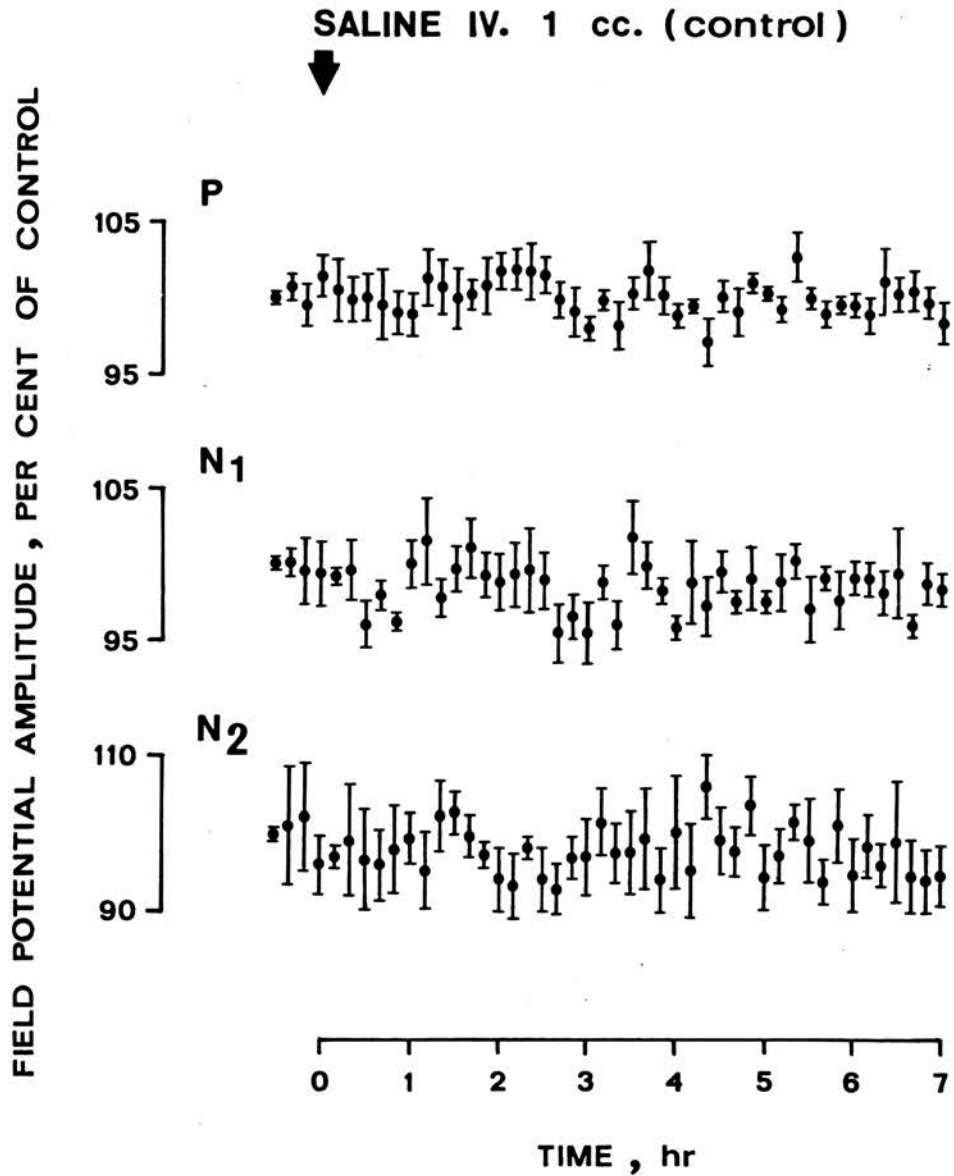 SALINE IV. 1 cc. (control)
FIELD POTENTIAL AMPLITUDE, PER CENT OF CONTROL
P
105
95
N1
105
95
N2
110
90
0 1 2 3 4 5 6 7
TIME, hr